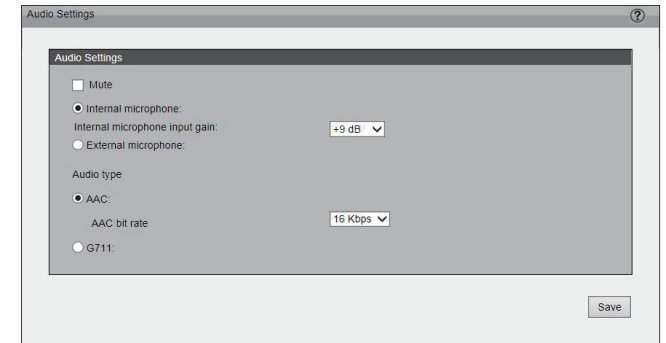 Audio Settings
?
Audio Settings
Mute
Internal microphone:
Internal microphone input gain: +9 dB
External microphone:
Audio type
AAC:
AAC bit rate 16 Kbps
G711:
Save